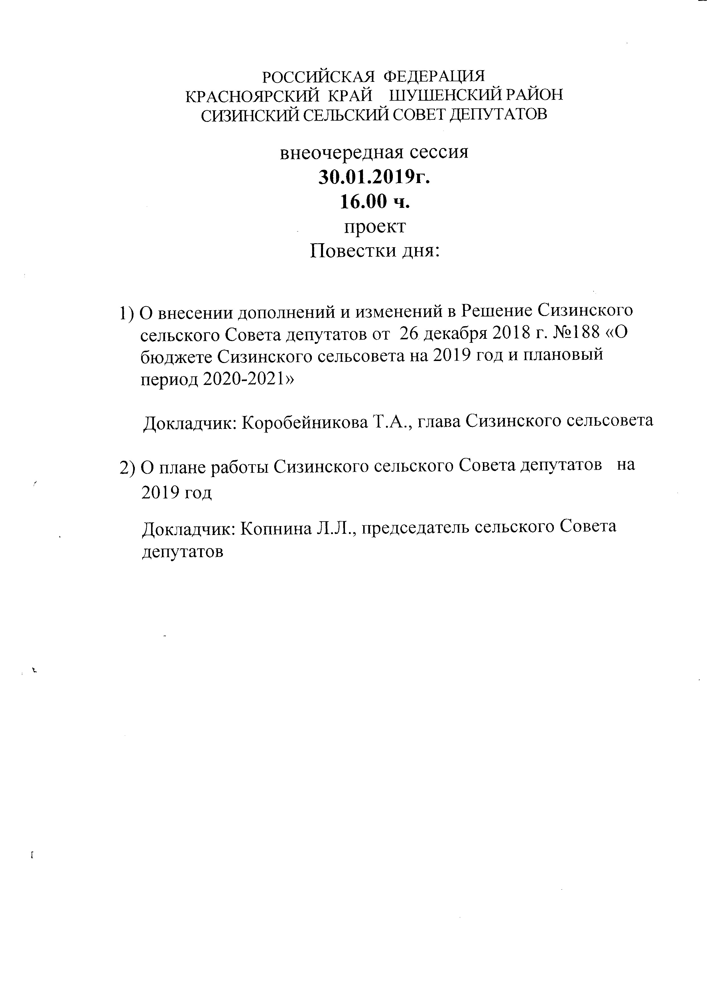 РОССИЙСКАЯ ФЕДЕРАЦИЯ
КРАСНОЯРСКИЙ КРАЙ ШУШЕНСКИЙ РАЙОН
СИЗИНСКИЙ СЕЛЬСКИЙ СОВЕТ ДЕПУТАТОВ
внеочередная сессия
30.01.2019г.
16.00 ч.
проект
Повестки дня:
1) О внесении дополнений и изменений в Решение Сизинского
сельского Совета депутатов от 26 декабря 2018 г. №188 «О
бюджете Сизинского сельсовета на 2019 год и плановый
период 2020-2021»
Докладчик: Коробейникова Т.А., глава Сизинского сельсовета
2) О плане работы Сизинского сельского Совета депутатов на
2019 год
Докладчик: Копнина Л.Л., председатель сельского Совета
депутатов